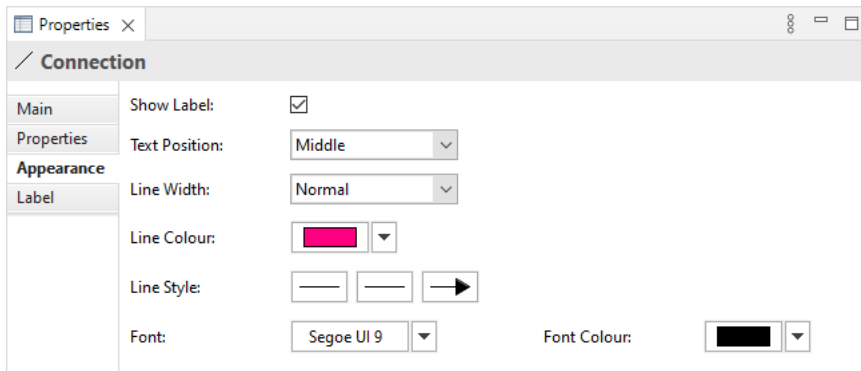 Properties
Connection
Main
Properties
Appearance
Label
Show Label:
Text Position: Middle
Line Width: Normal
Line Colour:
Line Style:
Font: Segoe UI 9 Font Colour: